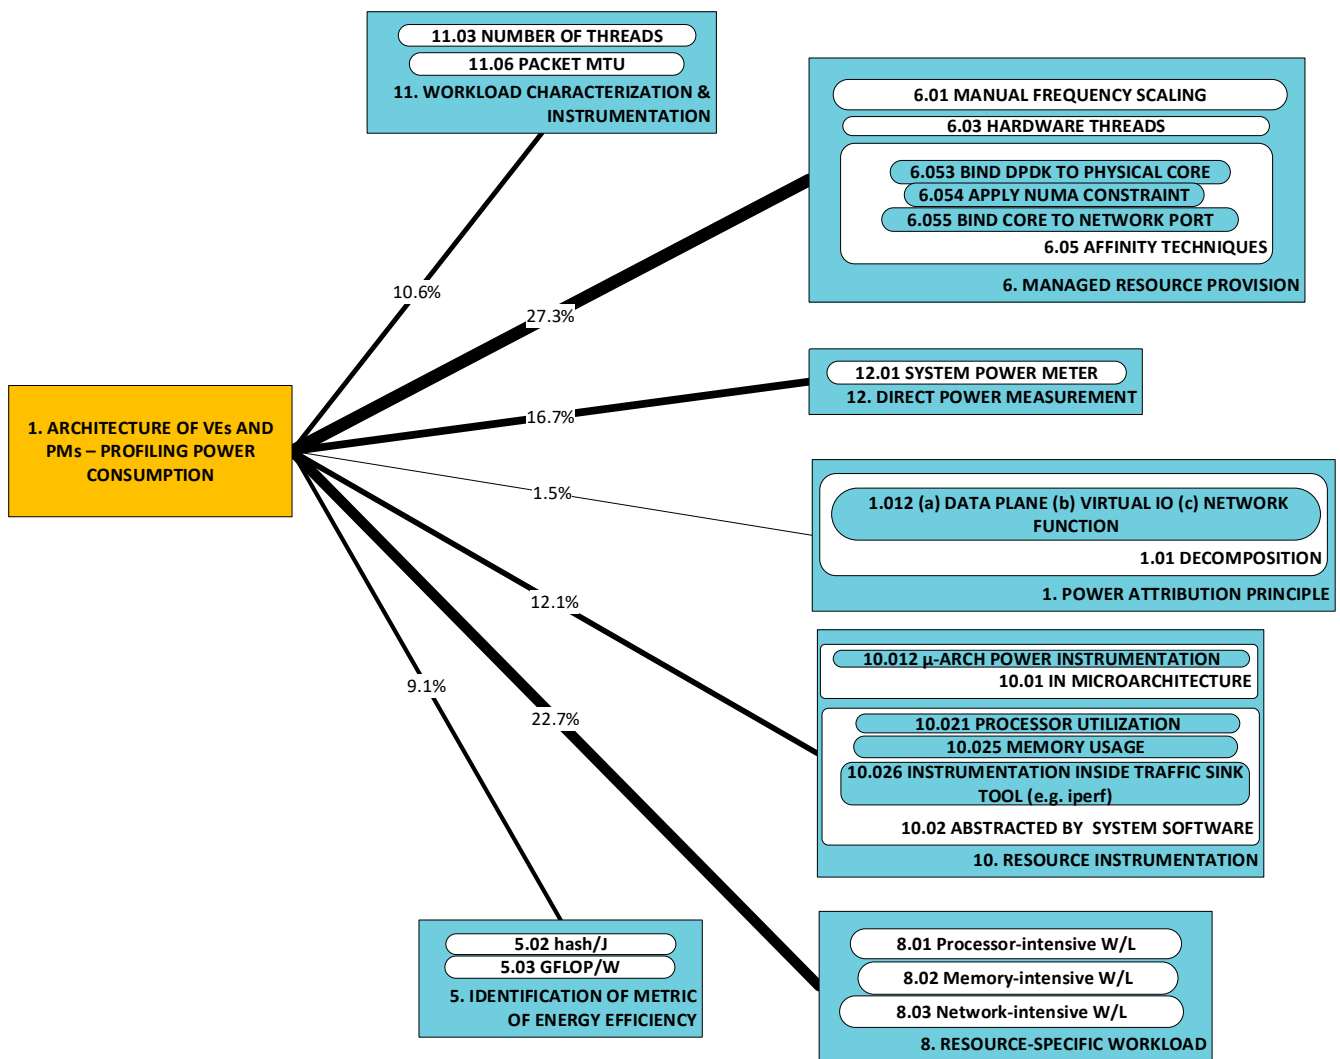 11.03 NUMBER OF THREADS
11.06 PACKET MTU
11. WORKLOAD CHARACTERIZATION &
INSTRUMENTATION
6.01 MANUAL FREQUENCY SCALING
6.03 HARDWARE THREADS
6.053 BIND DPDK TO PHYSICAL CORE
6.054 APPLY NUMA CONSTRAINT
6.055 BIND CORE TO NETWORK PORT
6.05 AFFINITY TECHNIQUES
6. MANAGED RESOURCE PROVISION
10.6%
27.3%
12.01 SYSTEM POWER METER
12. DIRECT POWER MEASUREMENT
16.7%
1. ARCHITECTURE OF VEs AND
PMs – PROFILING POWER
CONSUMPTION
1.5%
1.012 (a) DATA PLANE (b) VIRTUAL IO (c) NETWORK
FUNCTION
1.01 DECOMPOSITION
1. POWER ATTRIBUTION PRINCIPLE
12.1%
10.012 μ-ARCH POWER INSTRUMENTATION
10.01 IN MICROARCHITECTURE
10.021 PROCESSOR UTILIZATION
10.025 MEMORY USAGE
10.026 INSTRUMENTATION INSIDE TRAFFIC SINK
TOOL (e.g. iperf)
10.02 ABSTRACTED BY SYSTEM SOFTWARE
10. RESOURCE INSTRUMENTATION
9.1%
22.7%
5.02 hash/J
5.03 GFLOP/W
5. IDENTIFICATION OF METRIC
OF ENERGY EFFICIENCY
8.01 Processor-intensive W/L
8.02 Memory-intensive W/L
8.03 Network-intensive W/L
8. RESOURCE-SPECIFIC WORKLOAD